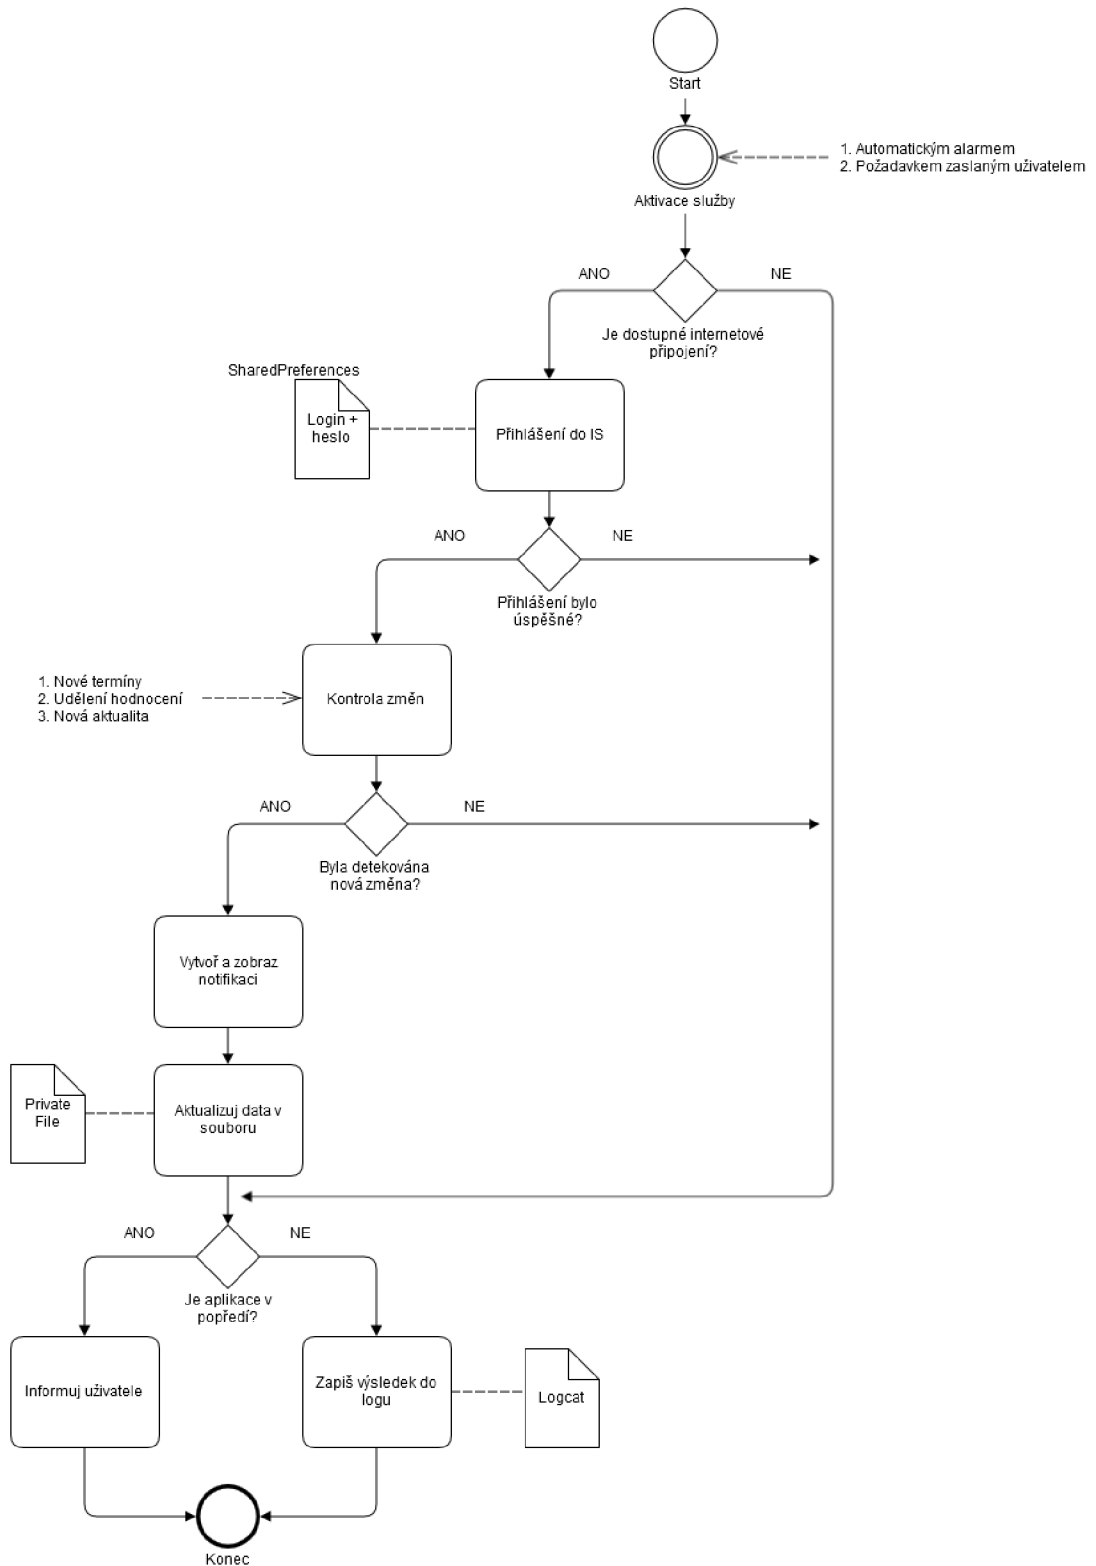 Start
1. Automatickým alarmem
2. Požadavkem zaslaným uživatelem
Aktivace služby
ANO
NE
Je dostupné internetové
připojení?
SharedPreferences
Login +
heslo
Přihlášení do IS
ANO
NE
Přihlášení bylo
úspěšné?
1. Nové termíny
2. Udělení hodnocení
3. Nová aktualita
Kontrola změn
ANO
NE
Byla detekována
nová změna?
Vytvoř a zobraz
notifikaci
Private
File
Aktualizuj data v
souboru
ANO
NE
Je aplikace v
popředí?
Informuj uživatele
Zapiš výsledek do
logu
Logcat
Konec